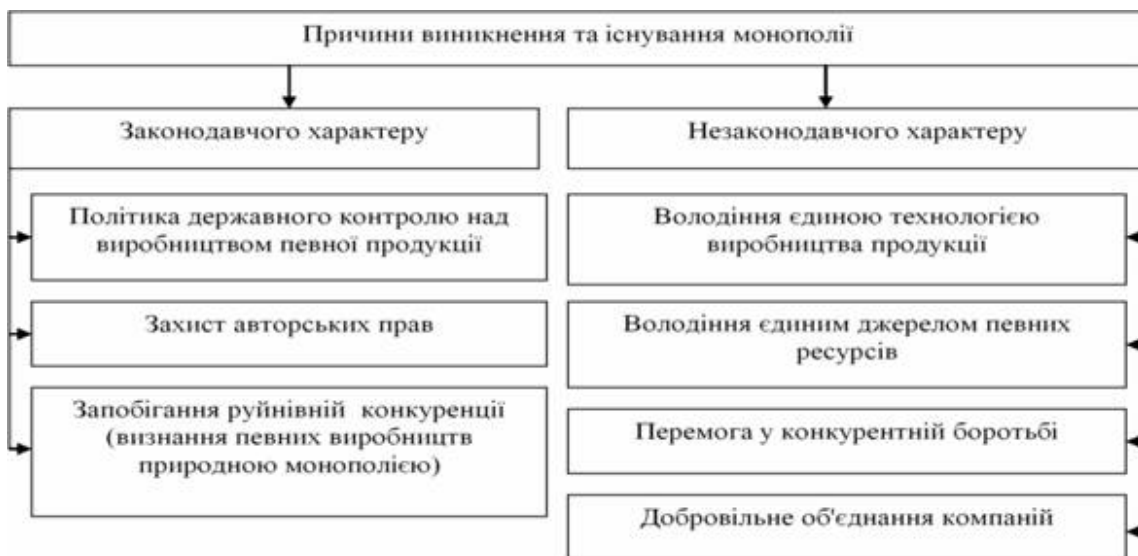 Причини виникнення та існування монополії
Законодавчого характеру
Незаконодавчого характеру
Політика державного контролю над
виробництвом певної продукції
Захист авторських прав
Запобігання руйнівній конкуренції
(визнання певних виробництв
природною монополією)
Володіння єдиною технологією
виробництва продукції
Володіння єдиним джерелом певних
ресурсів
Перемога у конкурентній боротьбі
Добровільне об'єднання компаній